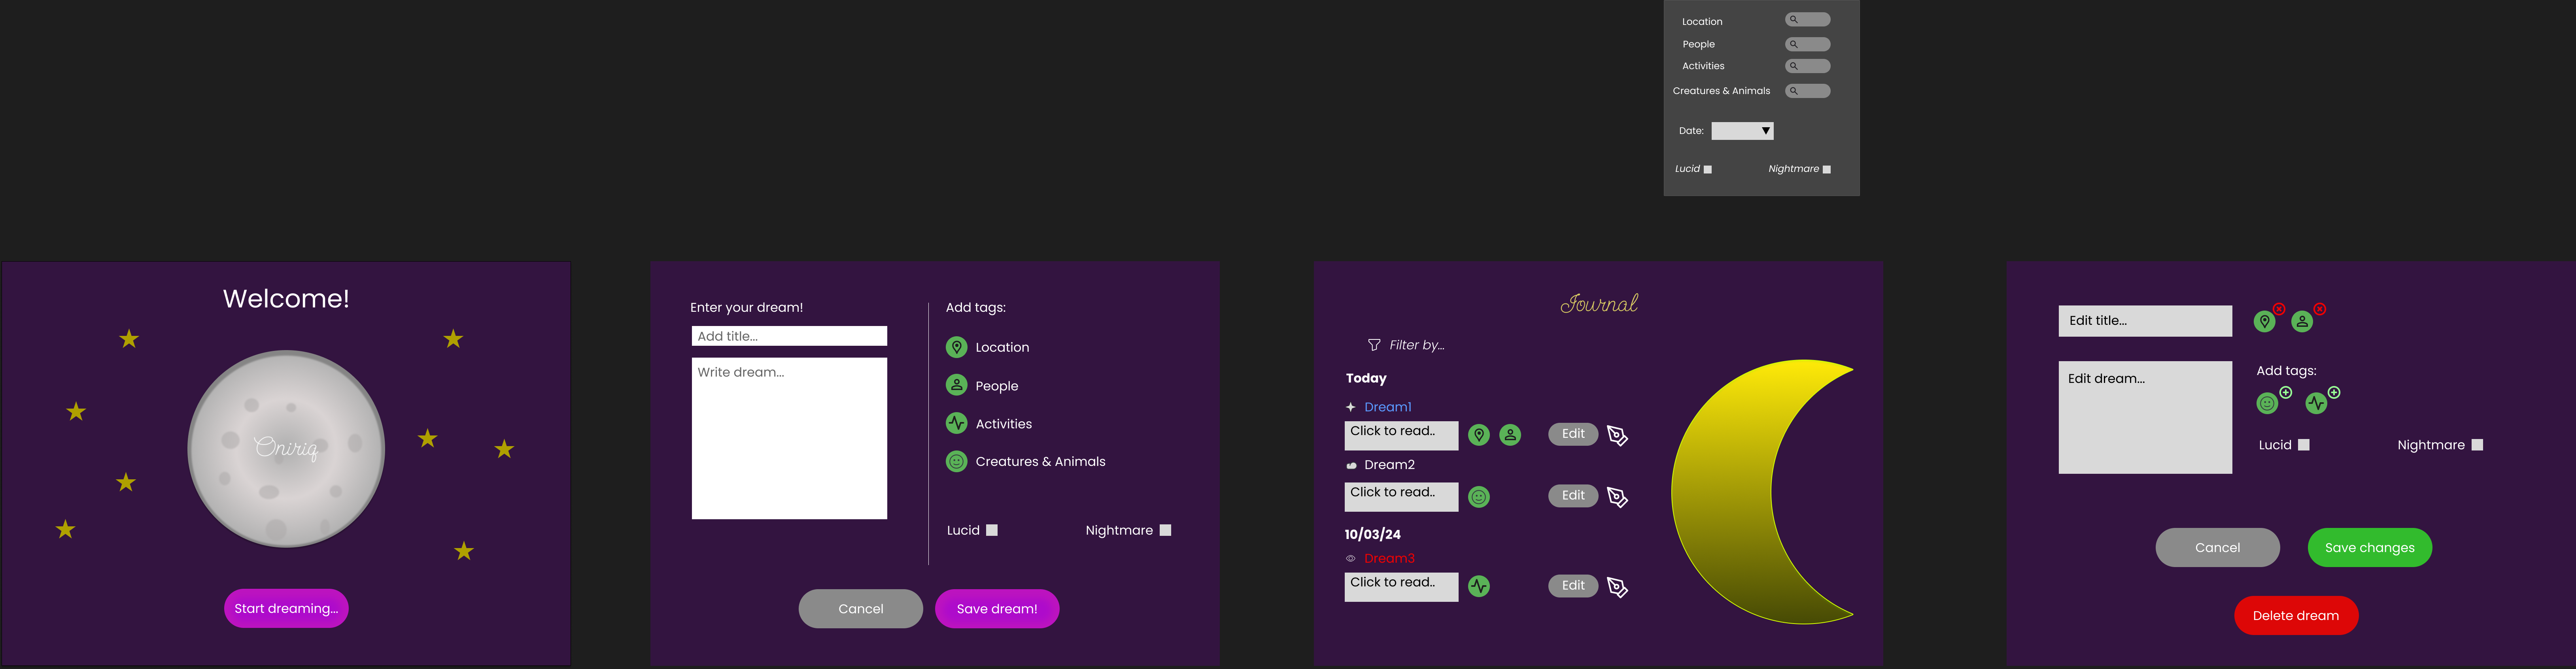 Location
People
Activities
Creatures & Animals
Date:
Lucid
Nightmare
Welcome!
Oniriq
Start dreaming...
Enter your dream!
Add title...
Write dream...
Add tags:
Location
People
Activities
Creatures & Animals
Lucid
Nightmare
Cancel
Save dream!
Journal
Filter by...
Today
Dream1
Click to read..
Edit
Dream2
Click to read..
Edit
10/03/24
Dream3
Click to read..
Edit
Edit title...
Edit dream...
Add tags:
Lucid
Nightmare
Cancel
Save changes
Delete dream